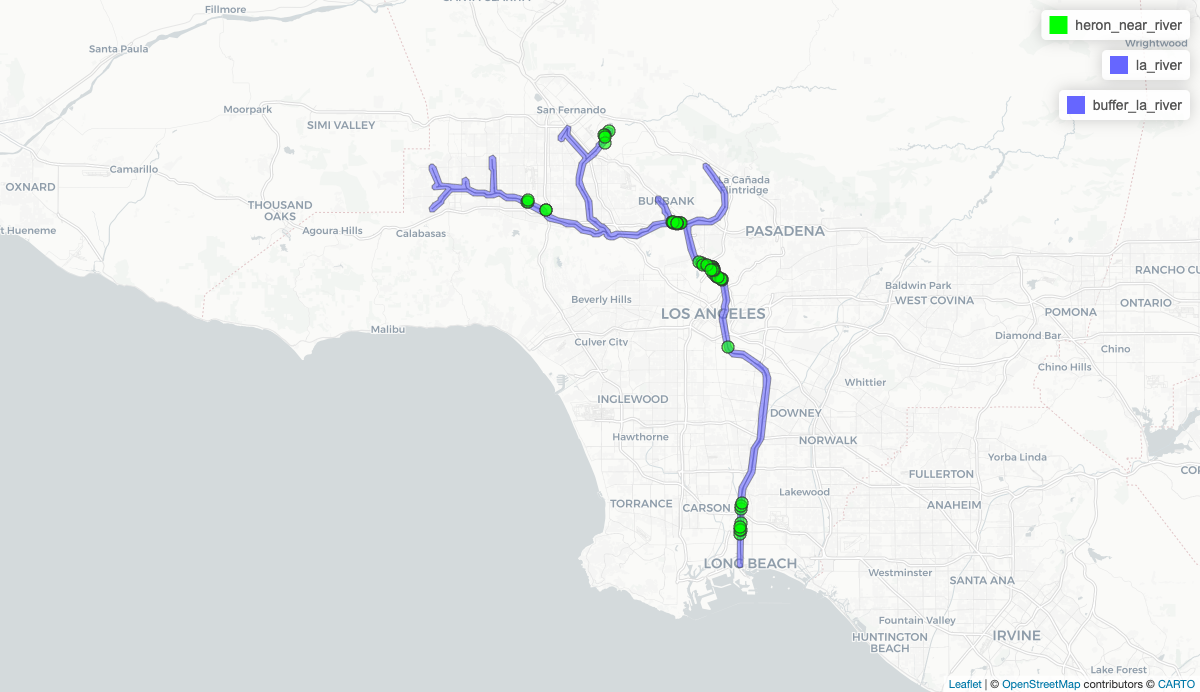 Fillmore
Santa Paula
heron_near_river
Wrightwood
la_river
buffer_la_river
Moorpark
San Fernando
SIMI VALLEY
Camarillo
OXNARD
La Cañada
Flintridge
THOUSAND
OAKS
BURBANK
t Hueneme
Agoura Hills
Calabasas
PASADENA
RANCHO CU
Baldwin Park
WEST COVINA
Beverly Hills
LOS ANGELES
POMONA
ONTARIO
Malibu
Culver City
Diamond Bar
Chino
Chino Hills
Whittier
INGLEWOOD
DOWNEY
Hawthorne
NORWALK
Yorba Linda
FULLERTON
COR
TORRANCE
CARSON
Lakewood
ANAHEIM
LONG BEACH
Westminster
SANTA ANA
Fountain Valley
HUNTINGTON
BEACH
IRVINE
Lake Forest
Leaflet | © OpenStreetMap contributors © CARTO